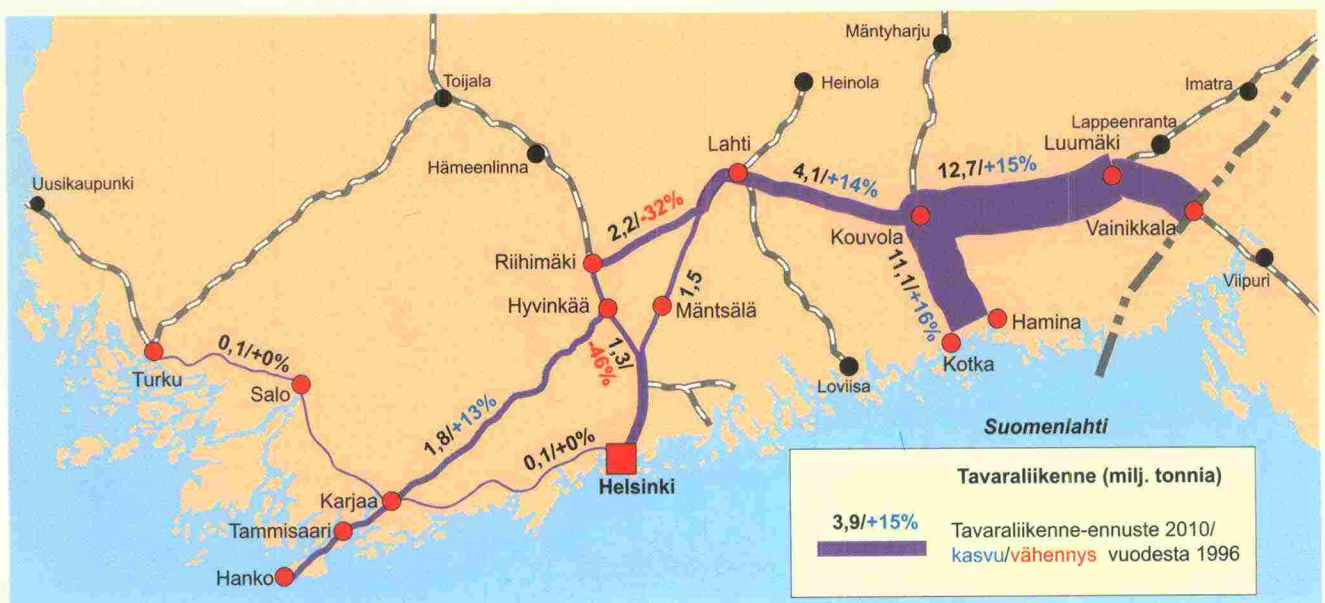 Mäntyharju
Toijala
Heinola
Imatra
Lappeenranta
Luumäki
Hämeenlinna
Lahti
12,7/+15%
4,1/+14%
Uusikaupunki
2,2/-32%
Kouvola
Vainikkala
Riihimäki
11,1/+16%
Viipuri
Hyvinkää
1,5
Mäntsälä
Hamina
1,3/
-46%
0,1/+0%
Kotka
Turku
Salo
Loviisa
1,8/+13%
Suomenlahti
0,1/+0%
Helsinki
Karjaa
Tammisaari
Hanko
Tavaraliikenne (milj. tonnia)
3,9/+15%
Tavaraliikenne-ennuste 2010/
kasvu/vähennys vuodesta 1996